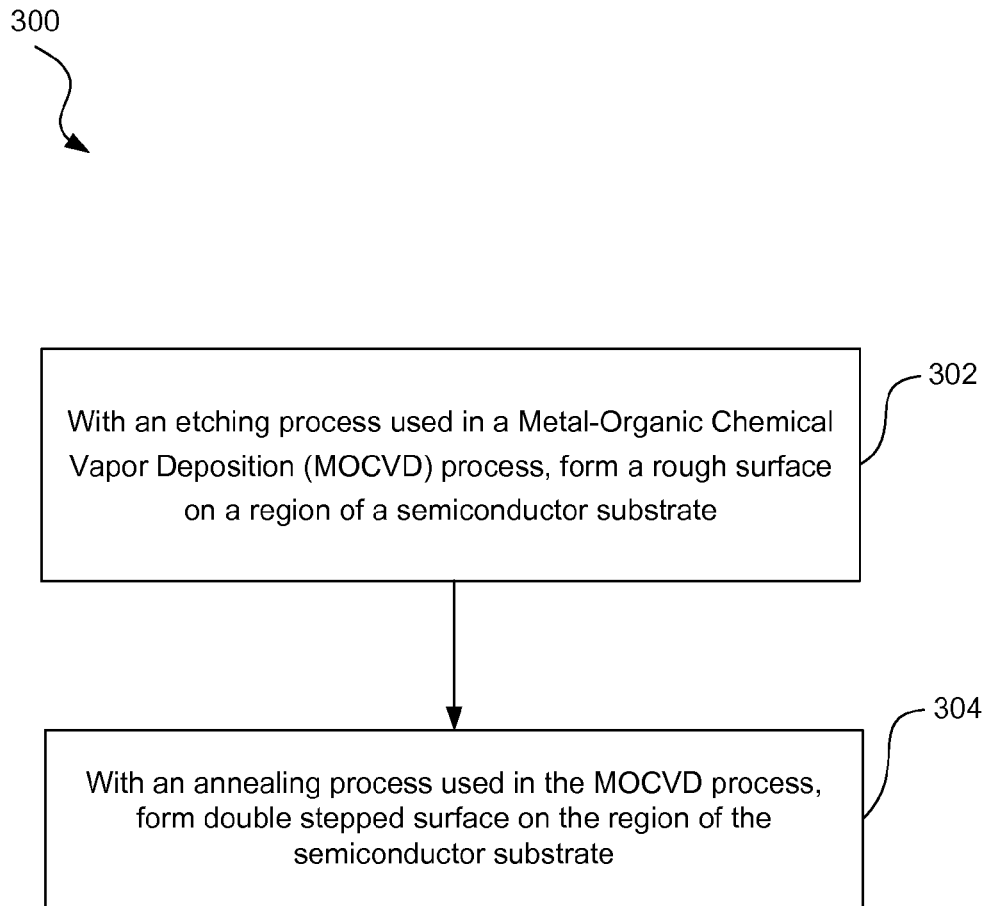 300
With an etching process used in a Metal-Organic Chemical
Vapor Deposition (MOCVD) process, form a rough surface
on a region of a semiconductor substrate
302
With an annealing process used in the MOCVD process,
form double stepped surface on the region of the
semiconductor substrate
304